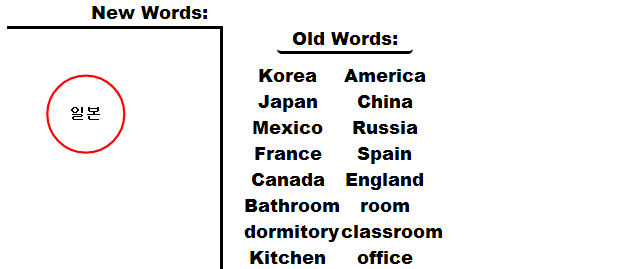 New Words:
일본
Old Words:
Korea America
Japan China
Mexico Russia
France Spain
Canada England
Bathroom room
dormitory classroom
Kitchen office